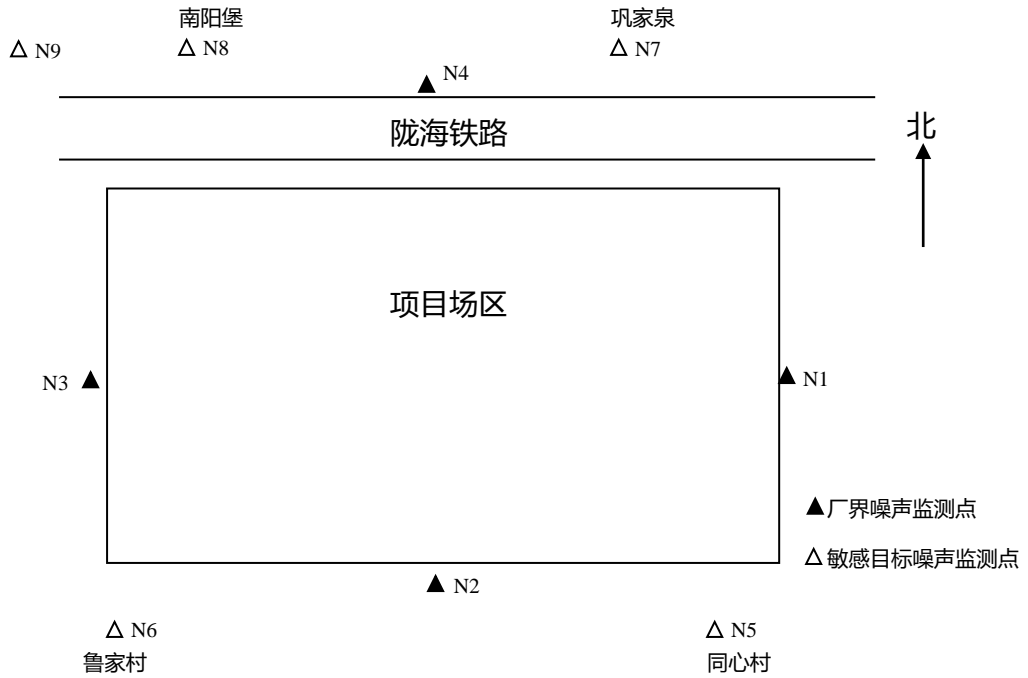 南阳堡
巩家泉
N9
N8
N7
N4
陇海铁路
北
项目场区
N3
N1
▲厂界噪声监测点
△敏感目标噪声监测点
N2
N6
N5
鲁家村
同心村